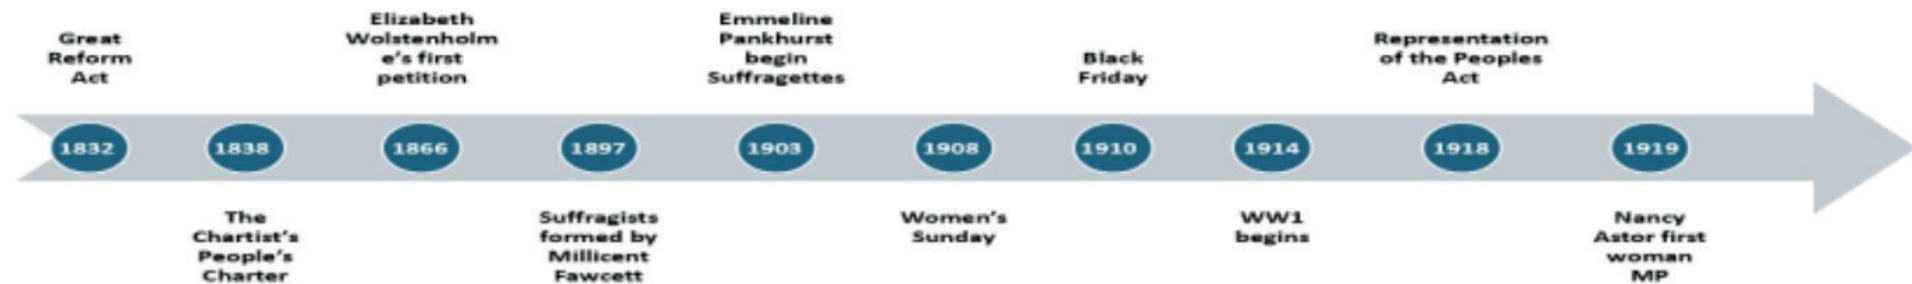 Great
Reform
Act
Elizabeth
Wolstenholm
e's first
petition
Emmeline
Pankhurst
begin
Suffragettes
Black
Friday
Representation
of the Peoples
Act
1832
1838
1866
1897
1903
1908
1910
1914
1918
1919
The
Chartist's
People's
Charter
Suffragists
formed by
Millicent
Fawcett
Women's
Sunday
WW1
begins
Nancy
Astor first
woman
MP